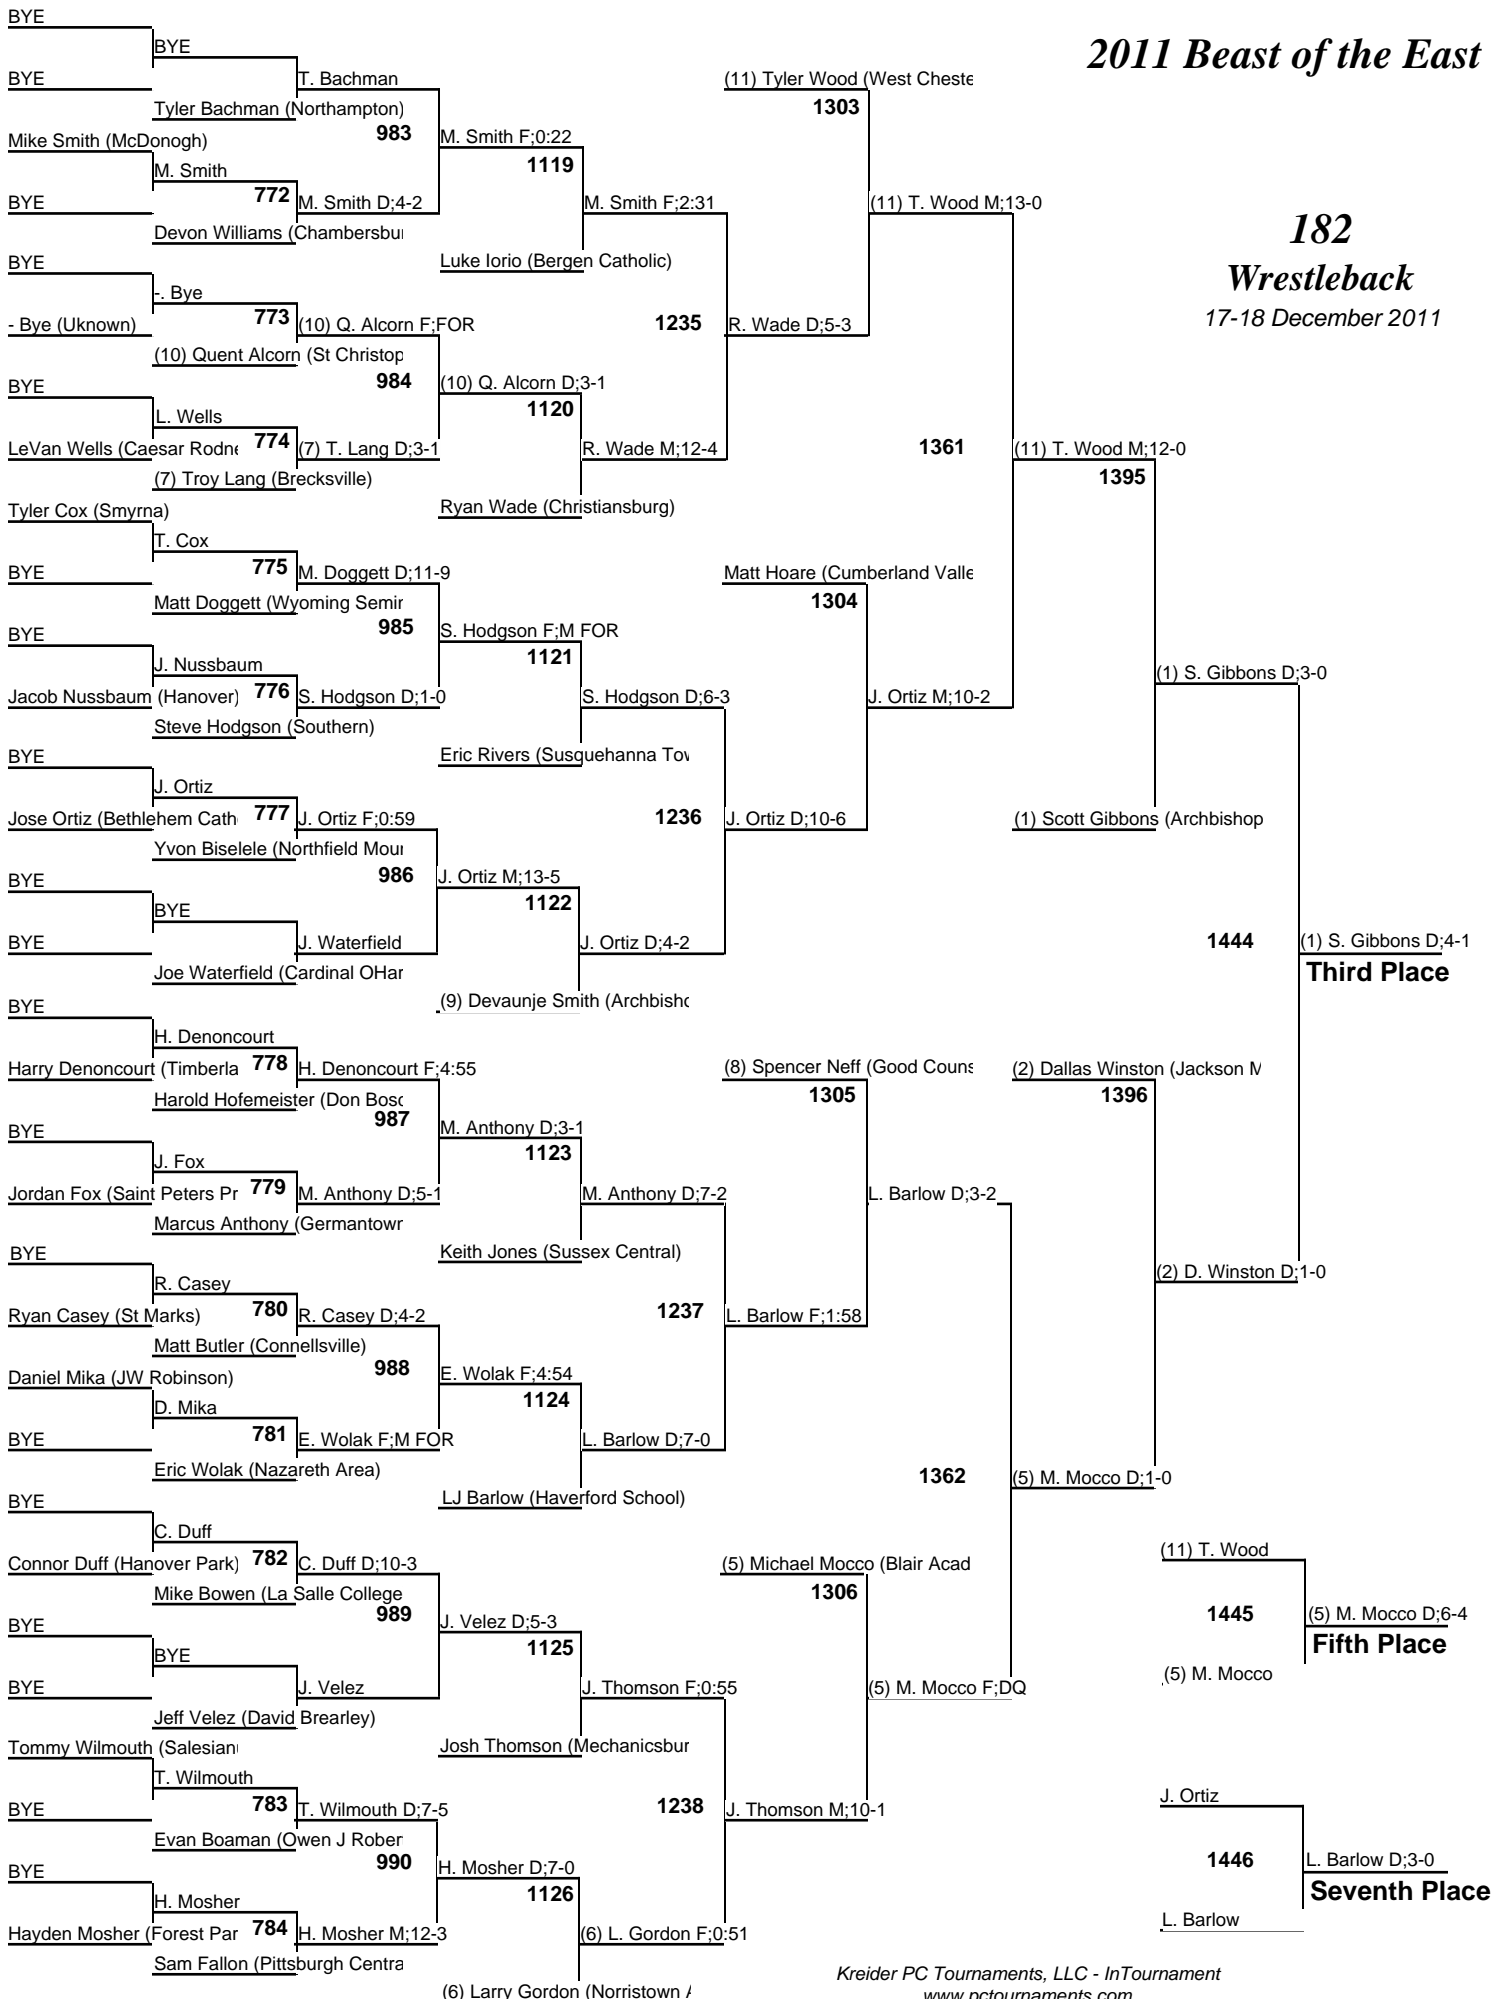 2011 Beast of the East
182
Wrestleback
17-18 December 2011
BYE
BYE
BYE
T. Bachman
Tyler Bachman (Northampton)
983
Mike Smith (McDonogh)
M. Smith
772
BYE
M. Smith D;4-2
Devon Williams (Chambersbu
BYE
-. Bye
773
- Bye (Uknown)
(10) Q. Alcorn F;FOR
(10) Quent Alcorn (St Christop
984
BYE
L. Wells
774
LeVan Wells (Caesar Rodne
(7) T. Lang D;3-1
(7) Troy Lang (Brecksville)
Tyler Cox (Smyrna)
T. Cox
775
BYE
M. Doggett D;11-9
Matt Doggett (Wyoming Semir
985
BYE
J. Nussbaum
776
Jacob Nussbaum (Hanover)
S. Hodgson D;1-0
Steve Hodgson (Southern)
BYE
J. Ortiz
777
Jose Ortiz (Bethlehem Cath
J. Ortiz F;0:59
Yvon Biselele (Northfield Mour
986
BYE
BYE
BYE
J. Waterfield
Joe Waterfield (Cardinal OHar
BYE
H. Denoncourt
778
Harry Denoncourt (Timberla
H. Denoncourt F;4:55
Harold Hofemeister (Don Bosc
987
BYE
J. Fox
779
Jordan Fox (Saint Peters Pr
M. Anthony D;5-1
Marcus Anthony (Germantowr
BYE
R. Casey
780
Ryan Casey (St Marks)
R. Casey D;4-2
Matt Butler (Connellsville)
988
Daniel Mika (JW Robinson)
D. Mika
781
BYE
E. Wolak F;M FOR
Eric Wolak (Nazareth Area)
BYE
C. Duff
782
Connor Duff (Hanover Park)
C. Duff D;10-3
Mike Bowen (La Salle College
989
BYE
BYE
BYE
J. Velez
Jeff Velez (David Brearley)
Tommy Wilmouth (Salesian
T. Wilmouth
783
BYE
T. Wilmouth D;7-5
Evan Boaman (Owen J Rober
990
BYE
H. Mosher
784
Hayden Mosher (Forest Par
H. Mosher M;12-3
Sam Fallon (Pittsburgh Centra
M. Smith F;0:22
1119
M. Smith F;2:31
Luke Iorio (Bergen Catholic)
1235
(10) Q. Alcorn D;3-1
1120
R. Wade M;12-4
Ryan Wade (Christiansburg)
S. Hodgson F;M FOR
1121
S. Hodgson D;6-3
Eric Rivers (Susquehanna Tow
1236
J. Ortiz M;13-5
1122
J. Ortiz D;4-2
(9) Devaunje Smith (Archbisho
M. Anthony D;3-1
1123
M. Anthony D;7-2
Keith Jones (Sussex Central)
1237
E. Wolak F;4:54
1124
L. Barlow D;7-0
LJ Barlow (Haverford School)
J. Velez D;5-3
1125
J. Thomson F;0:55
Josh Thomson (Mechanicsbur
1238
H. Mosher D;7-0
1126
(6) L. Gordon F;0:51
(6) Larry Gordon (Norristown A
(11) Tyler Wood (West Cheste
1303
(11) T. Wood M;13-0
R. Wade D;5-3
1361
Matt Hoare (Cumberland Valle
1304
J. Ortiz M;10-2
J. Ortiz D;10-6
(8) Spencer Neff (Good Couns
1305
L. Barlow D;3-2
L. Barlow F;1:58
1362
(5) Michael Mocco (Blair Acad
1306
(5) M. Mocco F;DQ
J. Thomson M;10-1
(11) T. Wood M;12-0
1395
(1) S. Gibbons D;3-0
(1) Scott Gibbons (Archbishop
1444
(1) S. Gibbons D;4-1
Third Place
(2) Dallas Winston (Jackson M
1396
(2) D. Winston D;1-0
(5) M. Mocco D;1-0
(11) T. Wood
1445
(5) M. Mocco D;6-4
Fifth Place
(5) M. Mocco
J. Ortiz
1446
L. Barlow D;3-0
Seventh Place
L. Barlow
Kreider PC Tournaments, LLC - InTournament
www.pctournaments.com